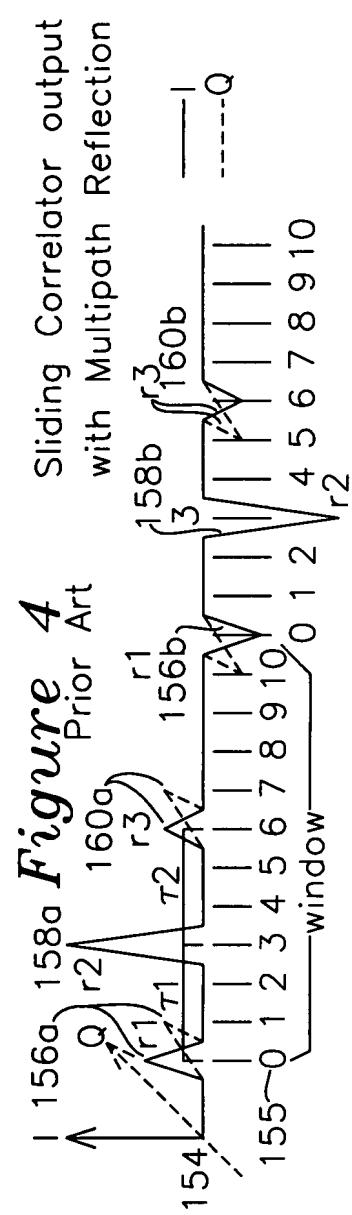 Figure 4
Prior Art
Sliding Correlator output
with Multipath Reflection
I
Q
I
Q
156a
r1
τ1
158a
r2
τ2
160a
r3
r1
156b
158b
r2
r3
160b
154
155
0 1 2 3 4 5 6 7 8 9 10 0 1 2 3 4 5 6 7 8 9 10
window